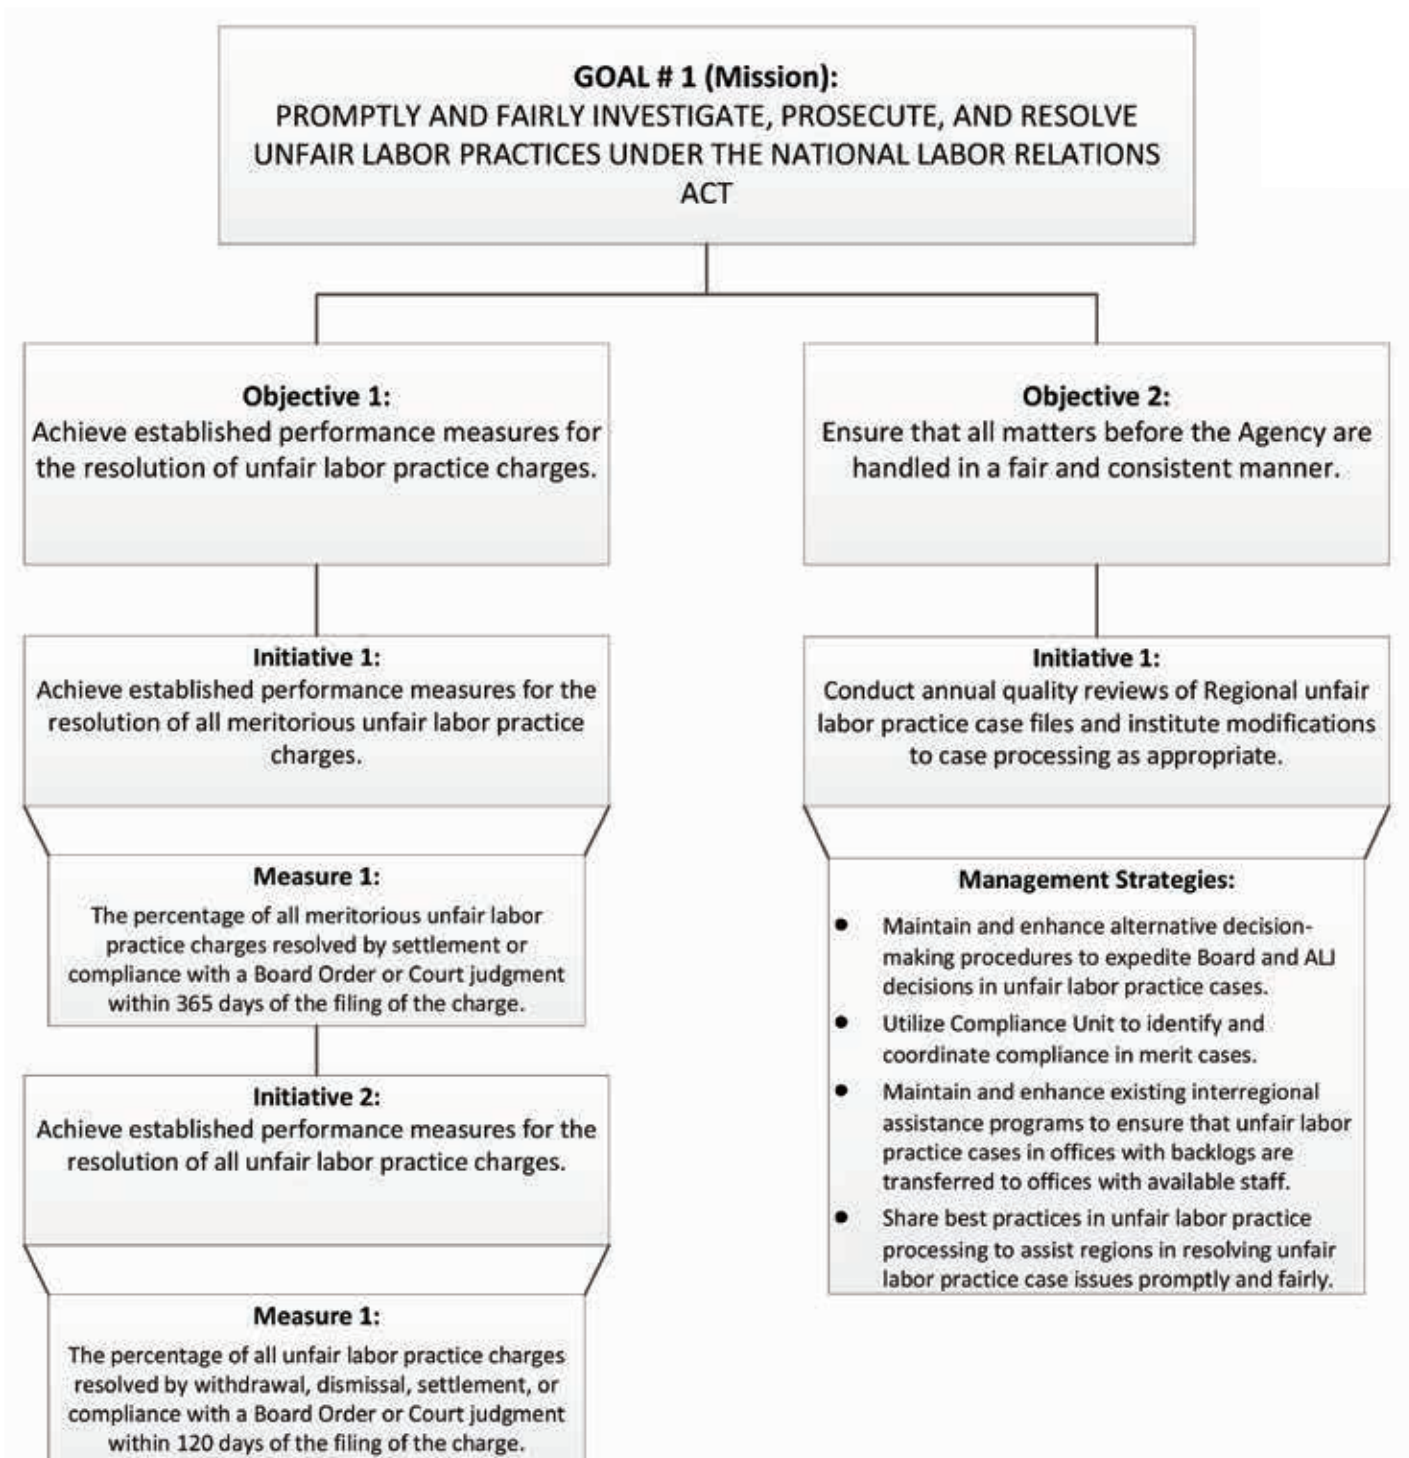 GOAL # 1 (Mission):
PROMPTLY AND FAIRLY INVESTIGATE, PROSECUTE, AND RESOLVE
UNFAIR LABOR PRACTICES UNDER THE NATIONAL LABOR RELATIONS
ACT
Objective 1:
Achieve established performance measures for
the resolution of unfair labor practice charges.
Initiative 1:
Achieve established performance measures for the
resolution of all meritorious unfair labor practice
charges.
Measure 1:
The percentage of all meritorious unfair labor
practice charges resolved by settlement or
compliance with a Board Order or Court judgment
within 365 days of the filing of the charge.
Initiative 2:
Achieve established performance measures for the
resolution of all unfair labor practice charges.
Measure 1:
The percentage of all unfair labor practice charges
resolved by withdrawal, dismissal, settlement, or
compliance with a Board Order or Court judgment
within 120 days of the filing of the charge.
Objective 2:
Ensure that all matters before the Agency are
handled in a fair and consistent manner.
Initiative 1:
Conduct annual quality reviews of Regional unfair
labor practice case files and institute modifications
to case processing as appropriate.
Management Strategies:
● Maintain and enhance alternative decision-
making procedures to expedite Board and ALJ
decisions in unfair labor practice cases.
● Utilize Compliance Unit to identify and
coordinate compliance in merit cases.
● Maintain and enhance existing interregional
assistance programs to ensure that unfair labor
practice cases in offices with backlogs are
transferred to offices with available staff.
● Share best practices in unfair labor practice
processing to assist regions in resolving unfair
labor practice case issues promptly and fairly.